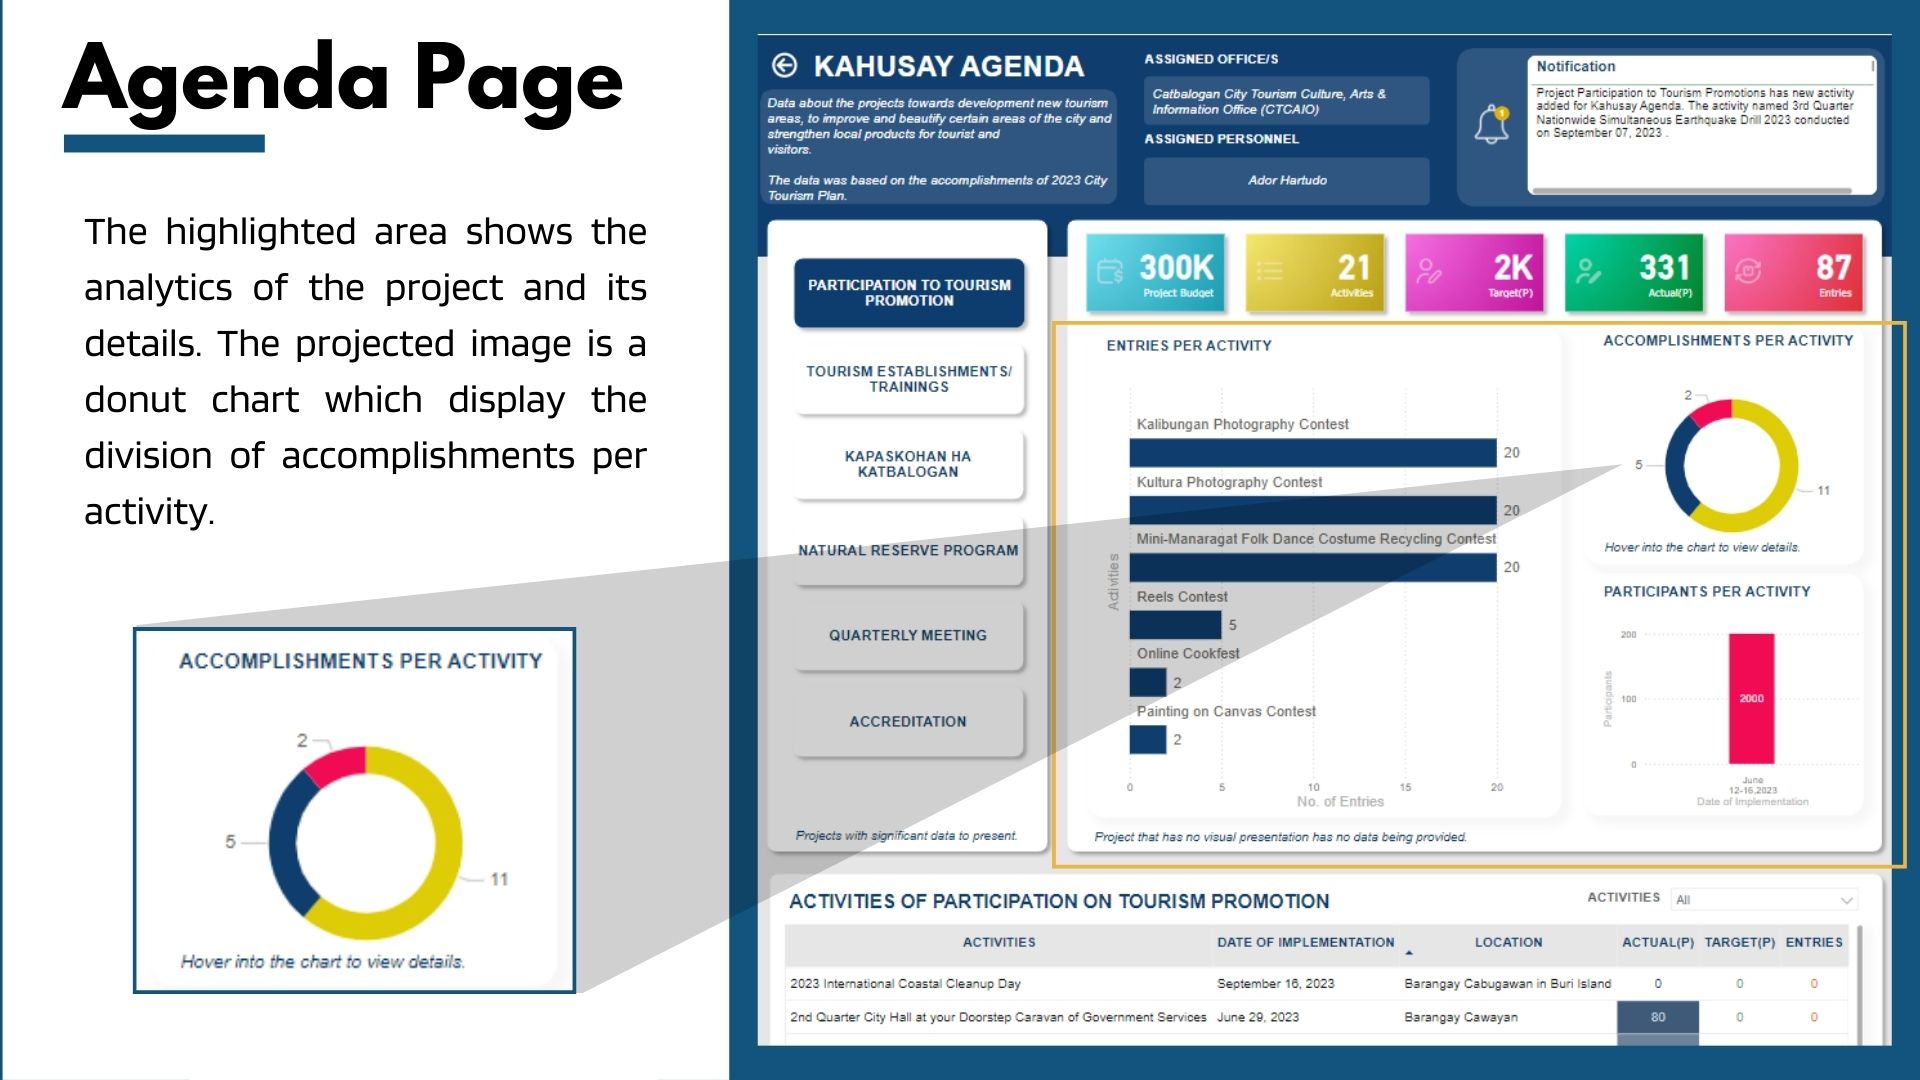 Agenda Page
The highlighted area shows the
analytics of the project and its
details. The projected image is a
donut chart which display the
division of accomplishments per
activity.
ACCOMPLISHMENTS PER ACTIVITY
2
5
11
Hover into the chart to view details.
KAHUSAY AGENDA
Data about the projects towards development new tourism
areas, to improve and beautify certain areas of the city and
strengthen local products for tourist and
visitors.
The data was based on the accomplishments of 2023 City
Tourism Plan.
ASSIGNED OFFICE/S
Catbalogan City Tourism Culture, Arts &
Information Office (CTCAIO)
ASSIGNED PERSONNEL
Ador Hartudo
1
Notification
Project Participation to Tourism Promotions has new activity
added for Kahusay Agenda. The activity named 3rd Quarter
Nationwide Simultaneous Earthquake Drill 2023 conducted
on September 07, 2023 .
PARTICIPATION TO TOURISM
PROMOTION
TOURISM ESTABLISHMENTS/
TRAININGS
KAPASKOHAN HA
KATBALOGAN
NATURAL RESERVE PROGRAM
QUARTERLY MEETING
ACCREDITATION
Projects with significant data to present.
300K
Project Budget
21
Activities
2K
Target(P)
331
Actual(P)
87
Entries
ENTRIES PER ACTIVITY
Activities
Kalibungan Photography Contest
20
Kultura Photography Contest
20
Mini-Manaragat Folk Dance Costume Recycling Contest
20
Reels Contest
5
Online Cookfest
2
Painting on Canvas Contest
2
0 5 10 15 20
No. of Entries
Project that has no visual presentation has no data being provided.
ACCOMPLISHMENTS PER ACTIVITY
2
5
11
Hover into the chart to view details.
PARTICIPANTS PER ACTIVITY
Participants
200
100
0
2000
June
12-16,2023
Date of Implementation
ACTIVITIES OF PARTICIPATION ON TOURISM PROMOTION
ACTIVITIES All
ACTIVITIES DATE OF IMPLEMENTATION LOCATION ACTUAL(P) TARGET(P) ENTRIES
2023 International Coastal Cleanup Day September 16, 2023 Barangay Cabugawan in Buri Island 0 0 0
2nd Quarter City Hall at your Doorstep Caravan of Government Services June 29, 2023 Barangay Cawayan 80 0 0